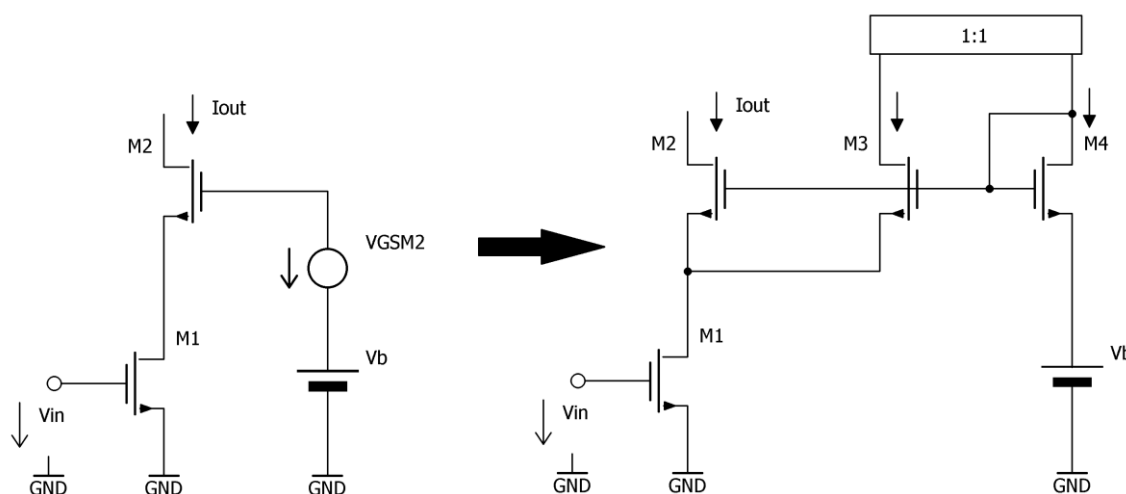 1:1
Iout
Iout
M2
M2
M3
M4
VGSM2
M1
M1
Vb
Vb
Vin
Vin
GND
GND
GND
GND
GND
GND